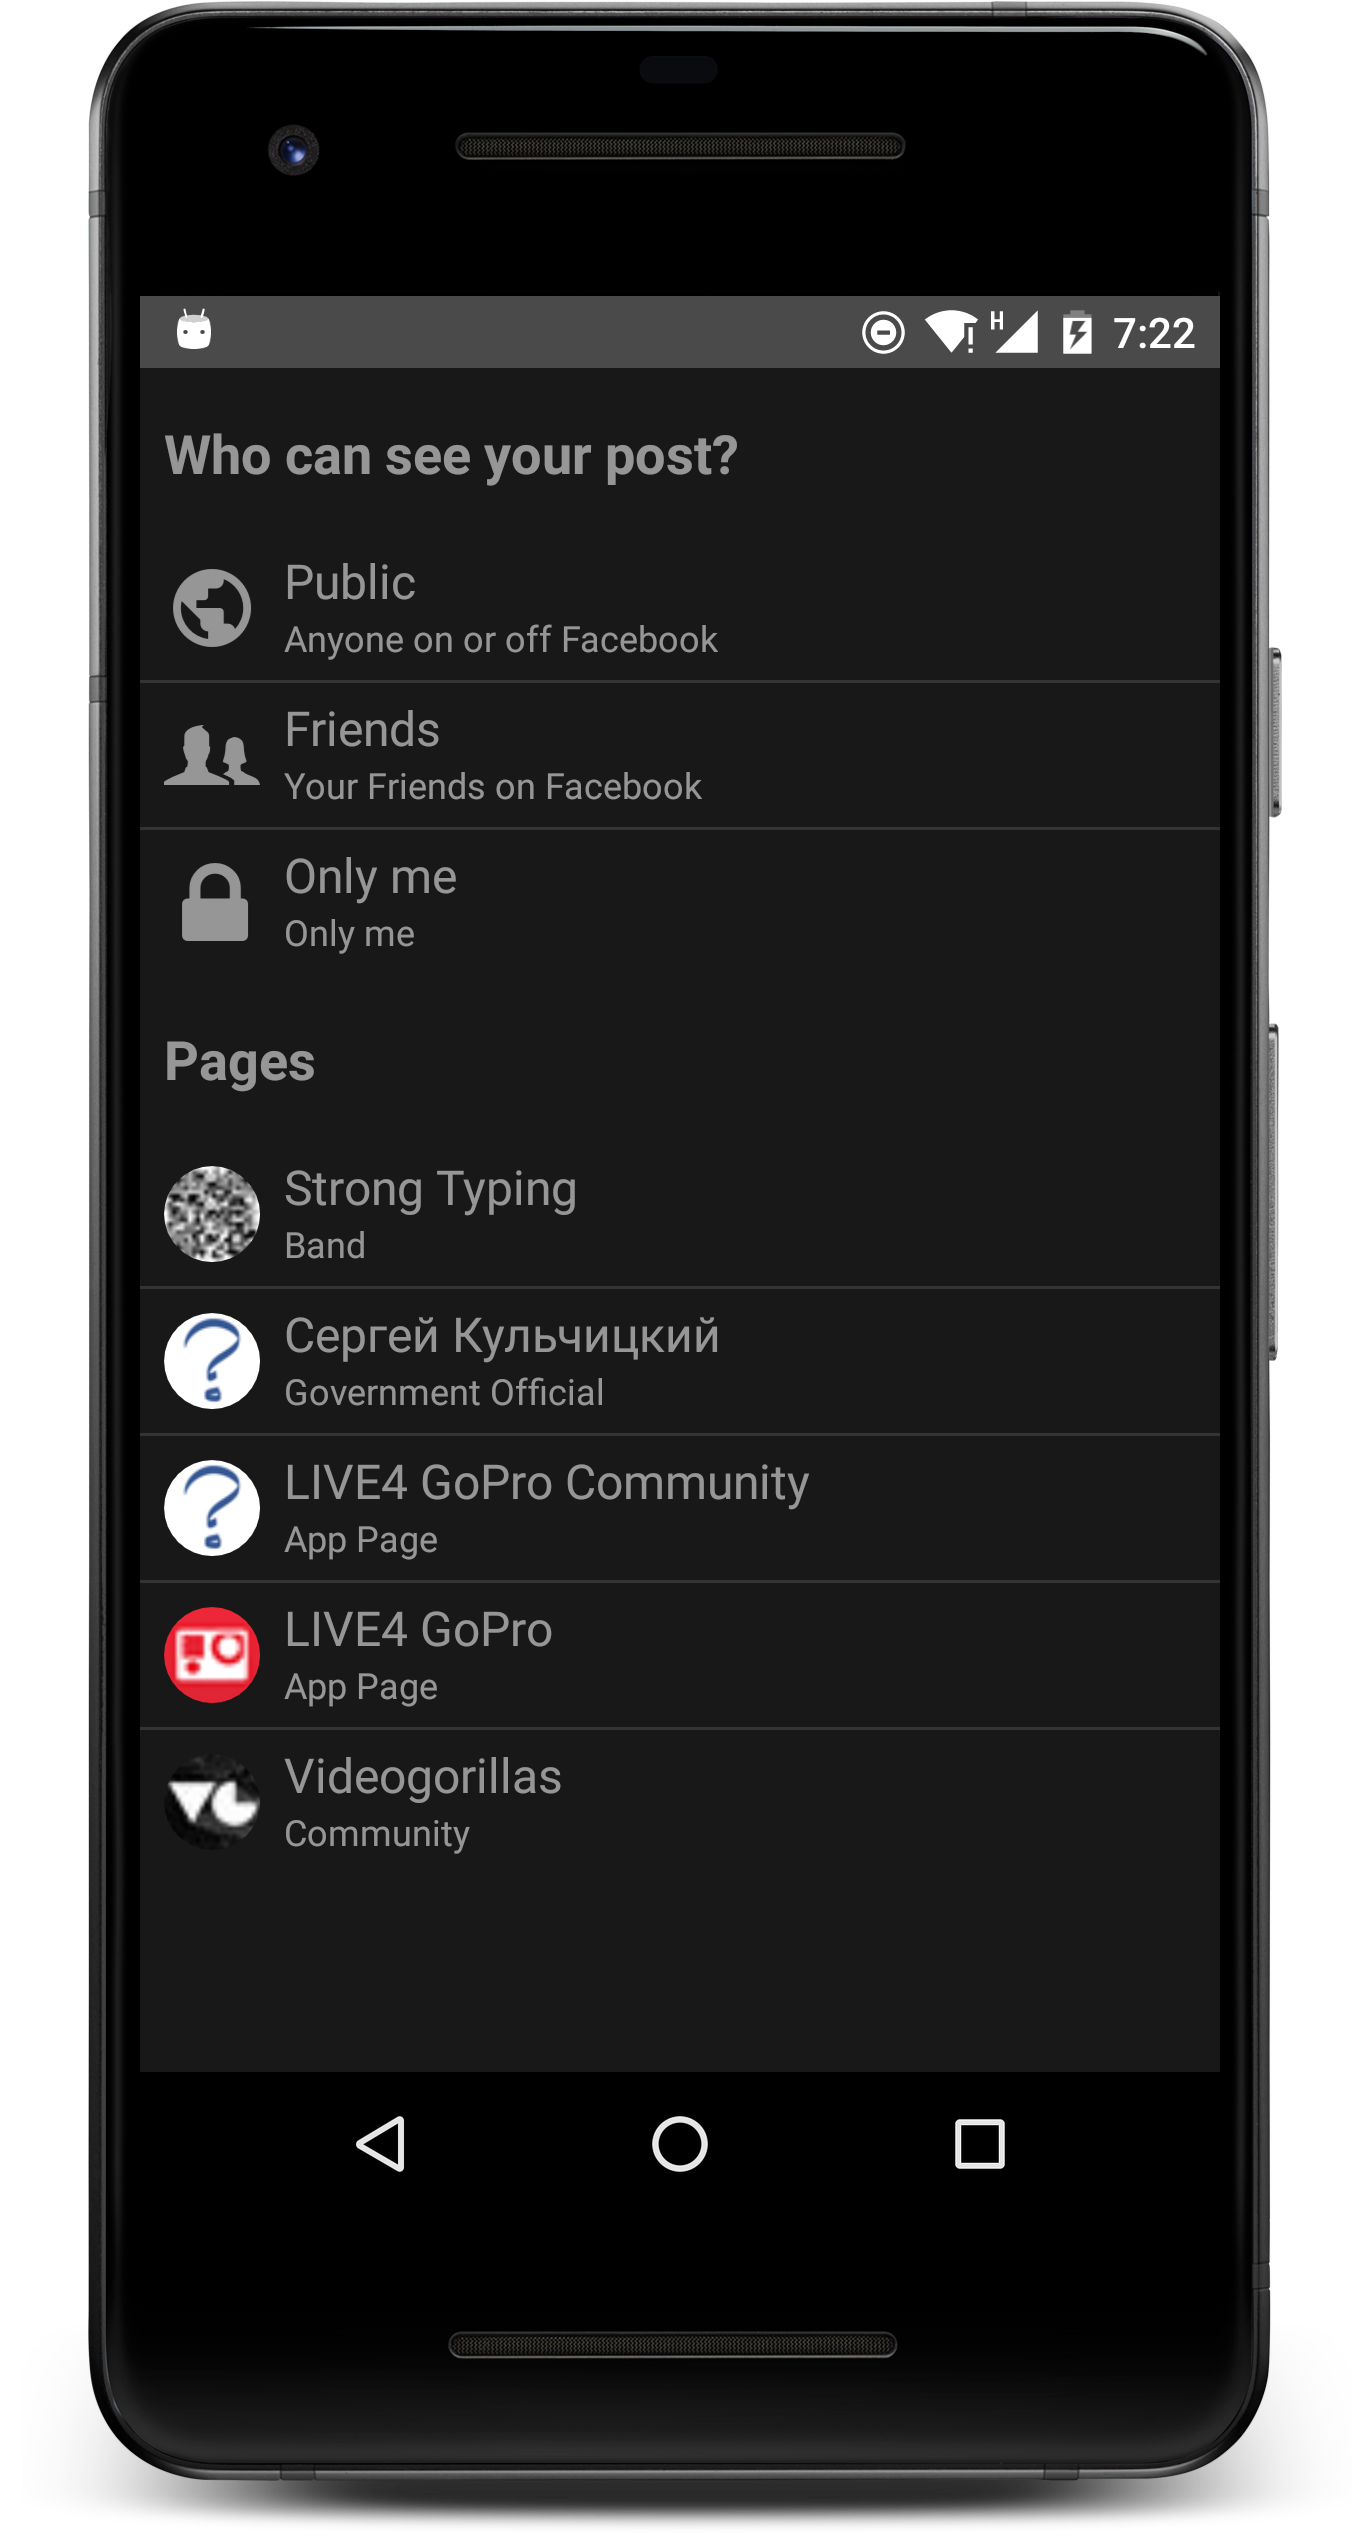 H 7:22
Who can see your post?
Public
Anyone on or off Facebook
Friends
Your Friends on Facebook
Only me
Only me
Pages
Strong Typing
Band
Сергей Кульчицкий
Government Official
LIVE4 GoPro Community
App Page
LIVE4 GoPro
App Page
VG Videogorillas
Community